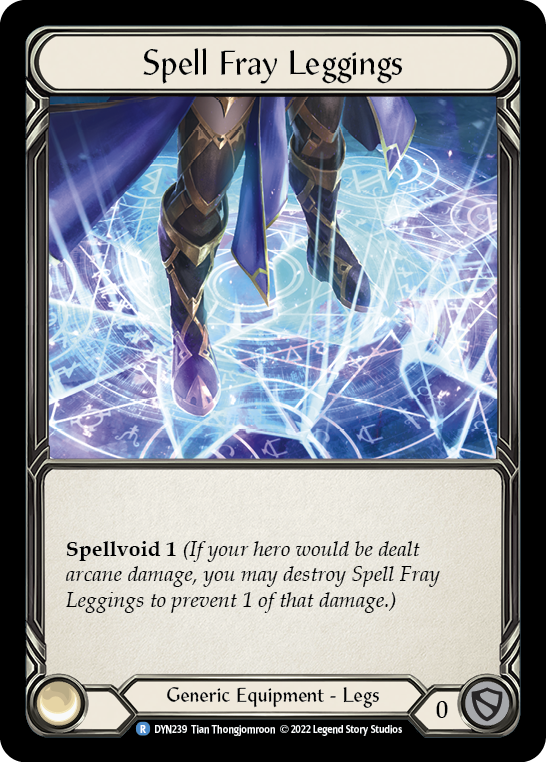 Spell Fray Leggings
Spellvoid 1 (If your hero would be dealt
arcane damage, you may destroy Spell Fray
Leggings to prevent 1 of that damage.)
Generic Equipment - Legs
0
R DYN239 Tian Thongjomroon © 2022 Legend Story Studios